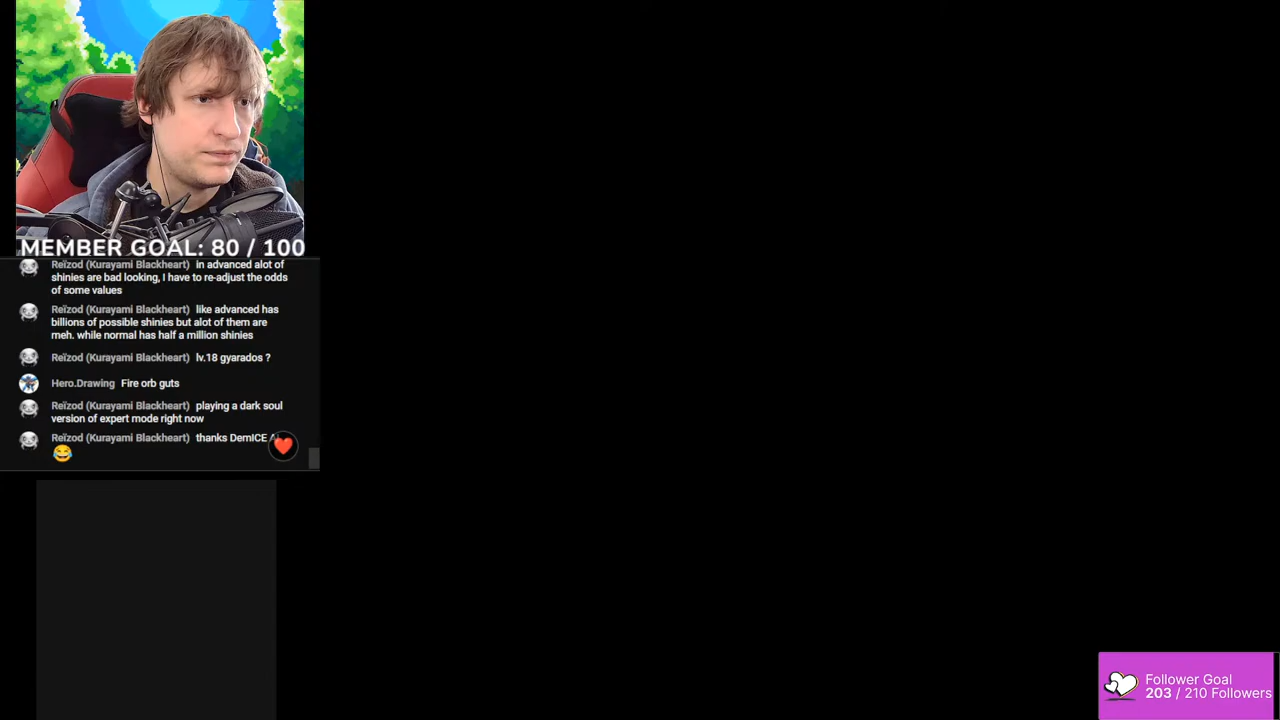 MEMBER GOAL: 80 / 100
Reïzod (Kurayami Blackheart) in advanced alot of
shinies are bad looking, I have to re-adjust the odds
of some values
Reïzod (Kurayami Blackheart) like advanced has
billions of possible shinies but alot of them are
meh. while normal has half a million shinies
Reïzod (Kurayami Blackheart) lv.18 gyarados ?
Hero.Drawing Fire orb guts
Reïzod (Kurayami Blackheart) playing a dark soul
version of expert mode right now
Reïzod (Kurayami Blackheart) thanks DemICE
😂
Follower Goal
203 / 210 Followers